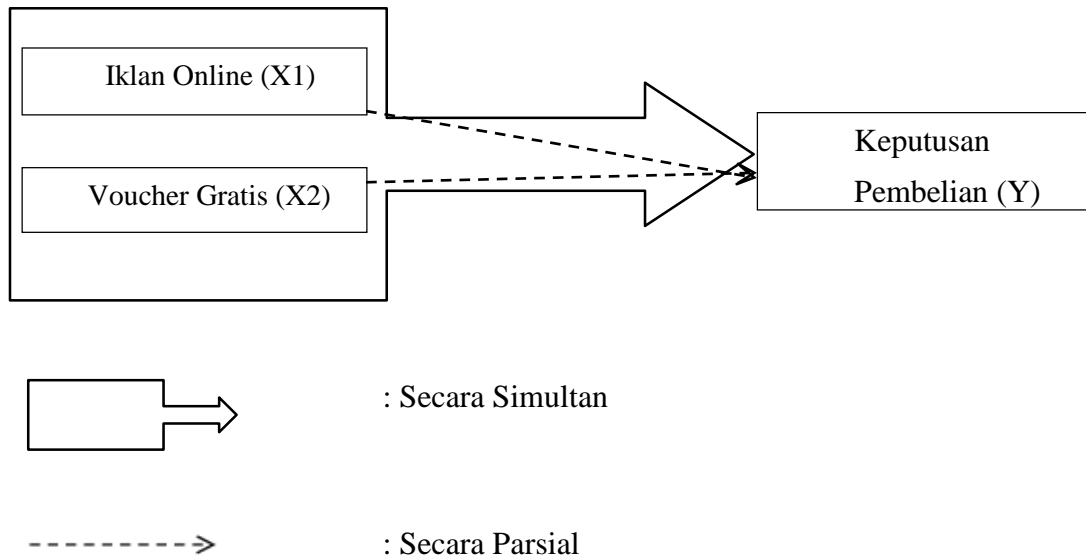 Iklan Online (X1)
Voucher Gratis (X2)
Keputusan
Pembelian (Y)
: Secara Simultan
: Secara Parsial